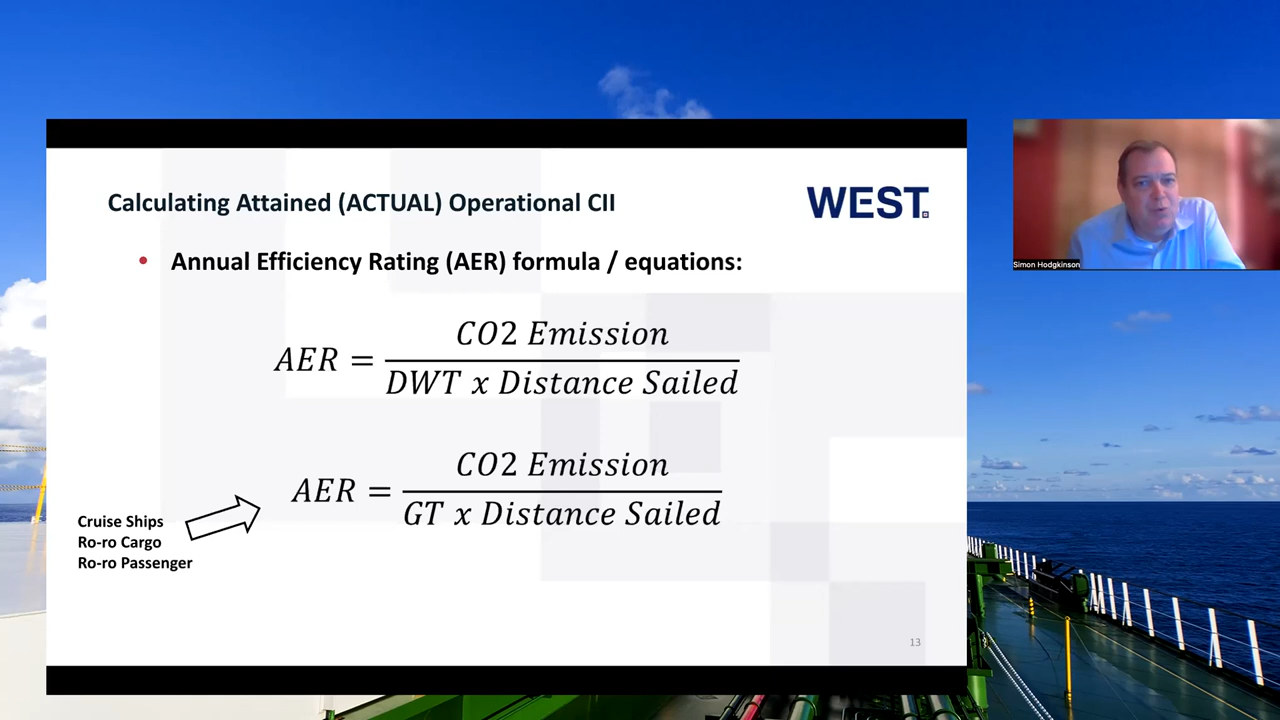 Calculating Attained (ACTUAL) Operational CII
WEST.
• Annual Efficiency Rating (AER) formula / equations:
AER = CO2 Emission / DWT x Distance Sailed
AER = CO2 Emission / GT x Distance Sailed
Cruise Ships
Ro-ro Cargo
Ro-ro Passenger
13
Simon Hodgkinson